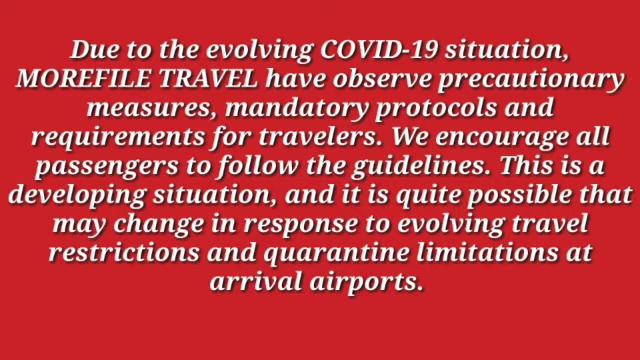 Due to the evolving COVID-19 situation,
MOREFILE TRAVEL have observe precautionary
measures, mandatory protocols and
requirements for travelers. We encourage all
passengers to follow the guidelines. This is a
developing situation, and it is quite possible that
may change in response to evolving travel
restrictions and quarantine limitations at
arrival airports.